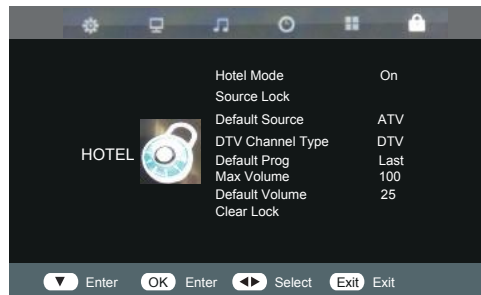 Hotel Mode On
Source Lock
Default Source ATV
DTV Channel Type DTV
HOTEL
Default Prog Last
Max Volume 100
Default Volume 25
Clear Lock
Enter OK Enter Select Exit Exit